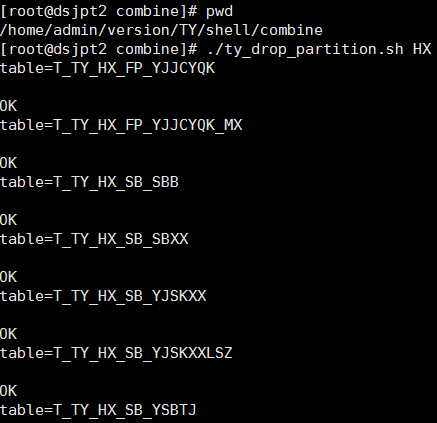 [root@dsjpt2 combine]# pwd
/home/admin/version/TY/shell/combine
[root@dsjpt2 combine]# ./ty_drop_partition.sh HX
table=T_TY_HX_FP_YJJCYQK
OK
table=T_TY_HX_FP_YJJCYQK_MX
OK
table=T_TY_HX_SB_SBB
OK
table=T_TY_HX_SB_SBXX
OK
table=T_TY_HX_SB_YJSKXX
OK
table=T_TY_HX_SB_YJSKXXLSZ
OK
table=T_TY_HX_SB_YSBTJ